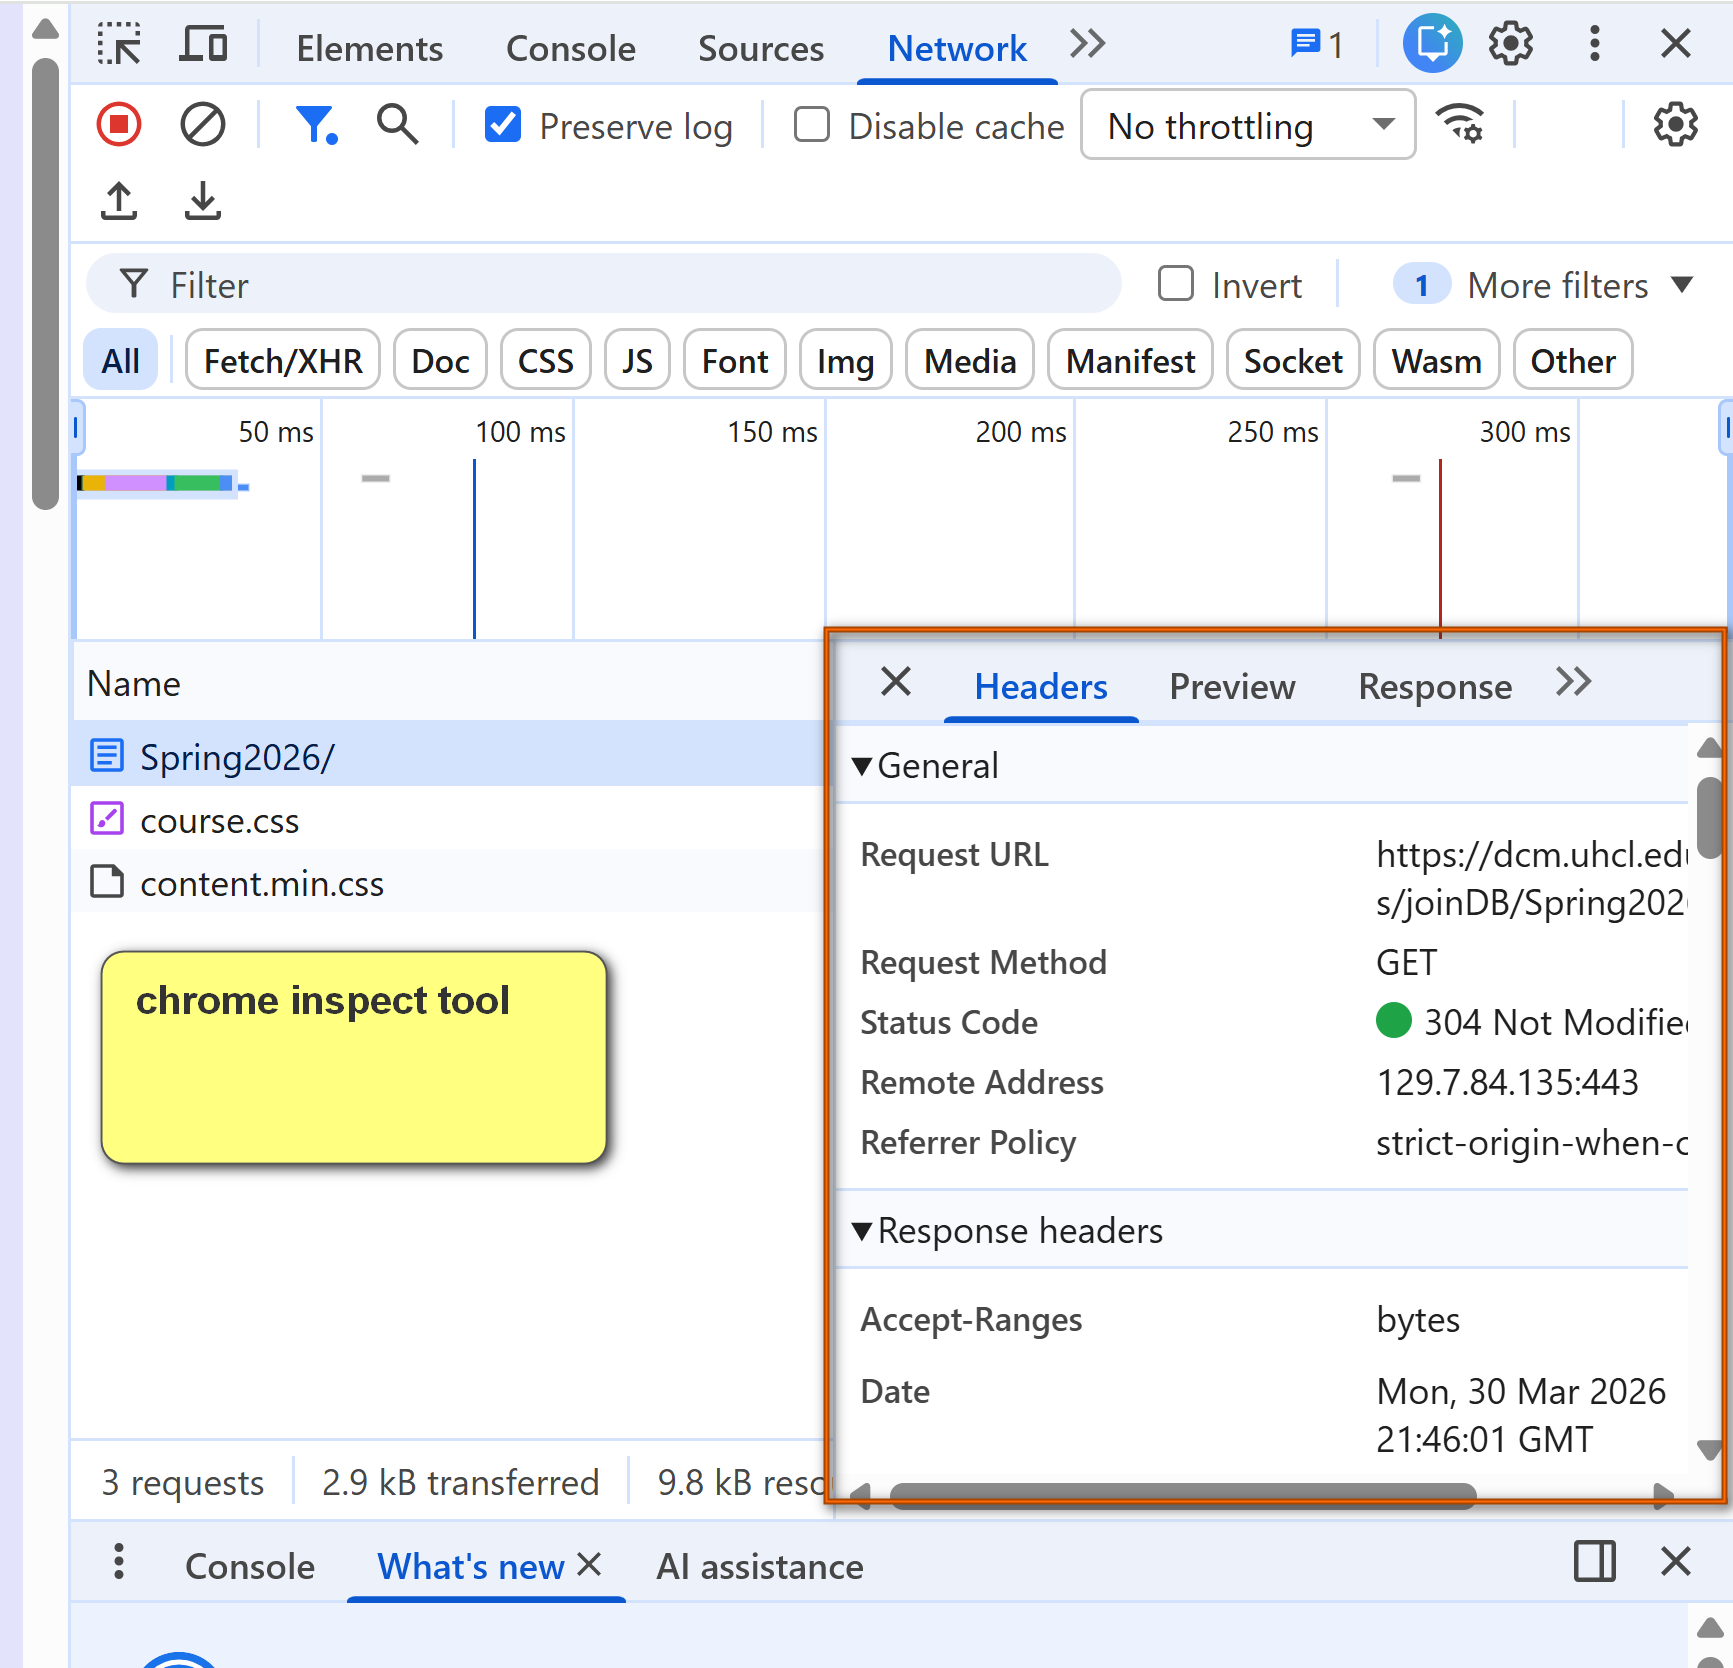 Elements Console Sources Network 1
Preserve log Disable cache No throttling
Filter Invert 1 More filters
All Fetch/XHR Doc CSS JS Font Img Media Manifest Socket Wasm Other
50 ms 100 ms 150 ms 200 ms 250 ms 300 ms
Name
Spring2026/
course.css
content.min.css
chrome inspect tool
Headers Preview Response
General
Request URL https://dcm.uhcl.ed
s/joinDB/Spring202
Request Method GET
Status Code 304 Not Modifie
Remote Address 129.7.84.135:443
Referrer Policy strict-origin-when-c
Response headers
Accept-Ranges bytes
Date Mon, 30 Mar 2026
21:46:01 GMT
3 requests 2.9 kB transferred 9.8 kB resc
Console What's new AI assistance